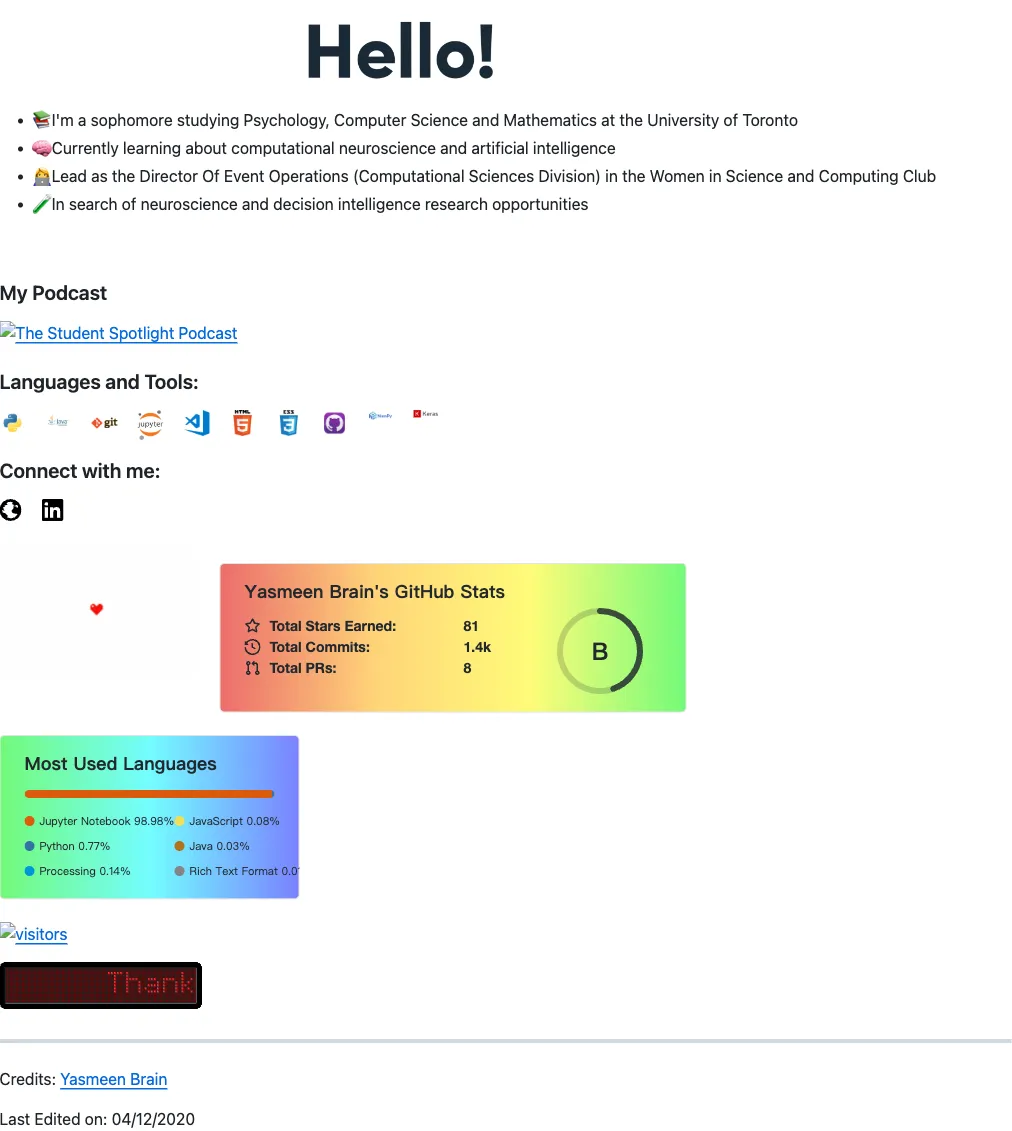 Hello!
📚I'm a sophomore studying Psychology, Computer Science and Mathematics at the University of Toronto
🧠Currently learning about computational neuroscience and artificial intelligence
👩‍💻Lead as the Director Of Event Operations (Computational Sciences Division) in the Women in Science and Computing Club
🧪In search of neuroscience and decision intelligence research opportunities
My Podcast
The Student Spotlight Podcast
Languages and Tools:
Java git jupyter HTML 5 CSS 3 NumPy Keras
Connect with me:
in
Yasmeen Brain's GitHub Stats
Total Stars Earned: 81
Total Commits: 1.4k
Total PRs: 8
B
Most Used Languages
Jupyter Notebook 98.98% JavaScript 0.08%
Python 0.77% Java 0.03%
Processing 0.14% Rich Text Format 0.0
visitors
Thank
Credits: Yasmeen Brain
Last Edited on: 04/12/2020